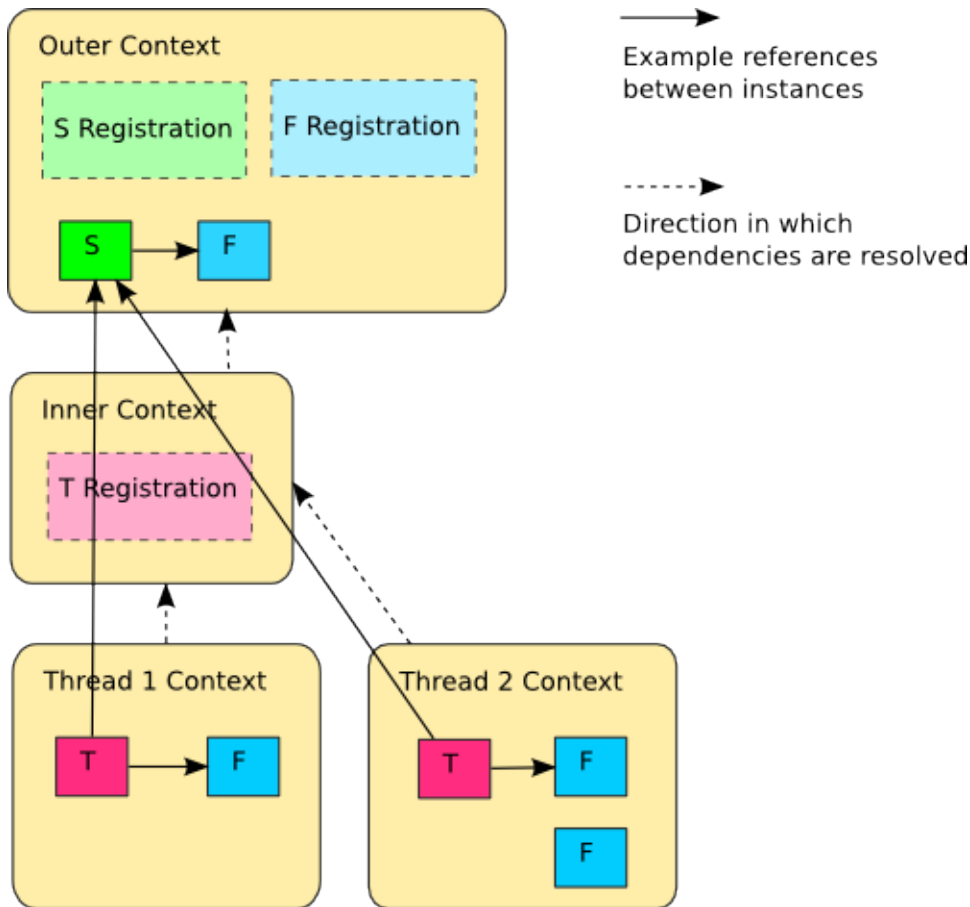 Outer Context
S Registration
F Registration
S
F
Example references
between instances
Direction in which
dependencies are resolved
Inner Context
T Registration
Thread 1 Context
T
F
Thread 2 Context
T
F
F